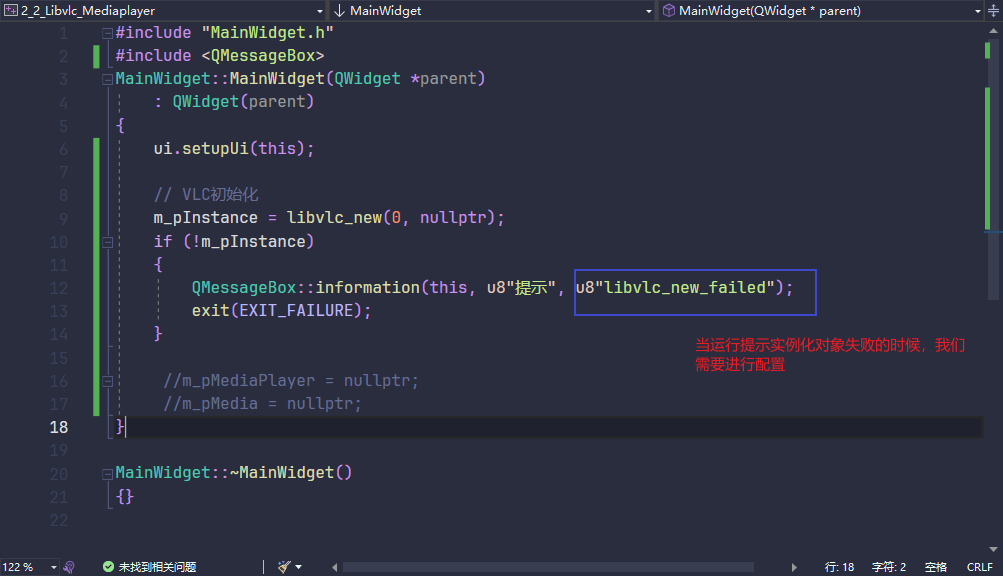 2_2_Libvlc_Mediaplayer MainWidget MainWidget(QWidget * parent)
1 #include "MainWidget.h"
2 #include <QMessageBox>
3 MainWidget::MainWidget(QWidget *parent)
4 : QWidget(parent)
5 {
6 ui.setupUi(this);
7
8 // VLC初始化
9 m_pInstance = libvlc_new(0, nullptr);
10 if (!m_pInstance)
11 {
12 QMessageBox::information(this, u8"提示", u8"libvlc_new_failed");
13 exit(EXIT_FAILURE);
14 }
15
当运行提示实例化对象失败的时候，我们
需要进行配置
16 //m_pMediaPlayer = nullptr;
17 //m_pMedia = nullptr;
18 }
19
20 MainWidget::~MainWidget()
21 {}
22
122 % 未找到相关问题 行: 18 字符: 2 空格 CRLF